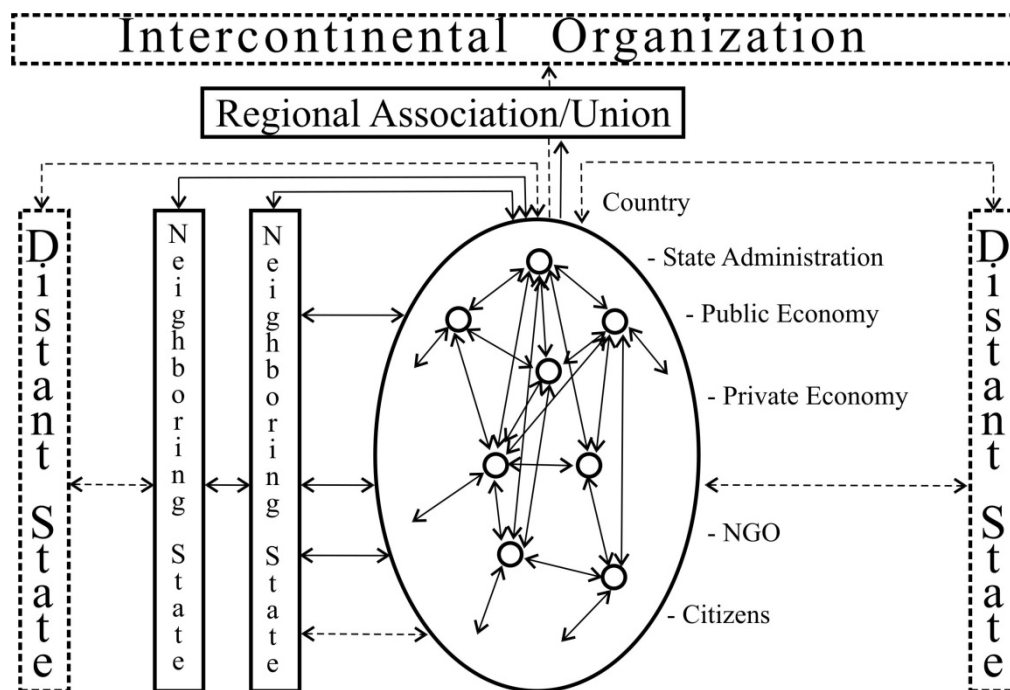 Intercontinental Organization
Regional Association/Union
Country
- State Administration
- Public Economy
- Private Economy
- NGO
- Citizens
Distant State
Neighboring State
Neighboring State
Distant State